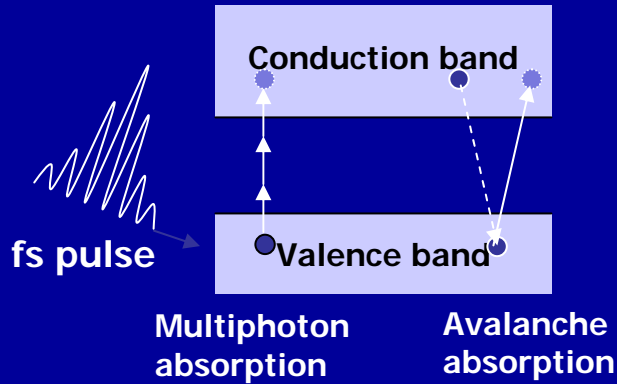 Conduction band
fs pulse
Valence band
Multiphoton
absorption
Avalanche
absorption